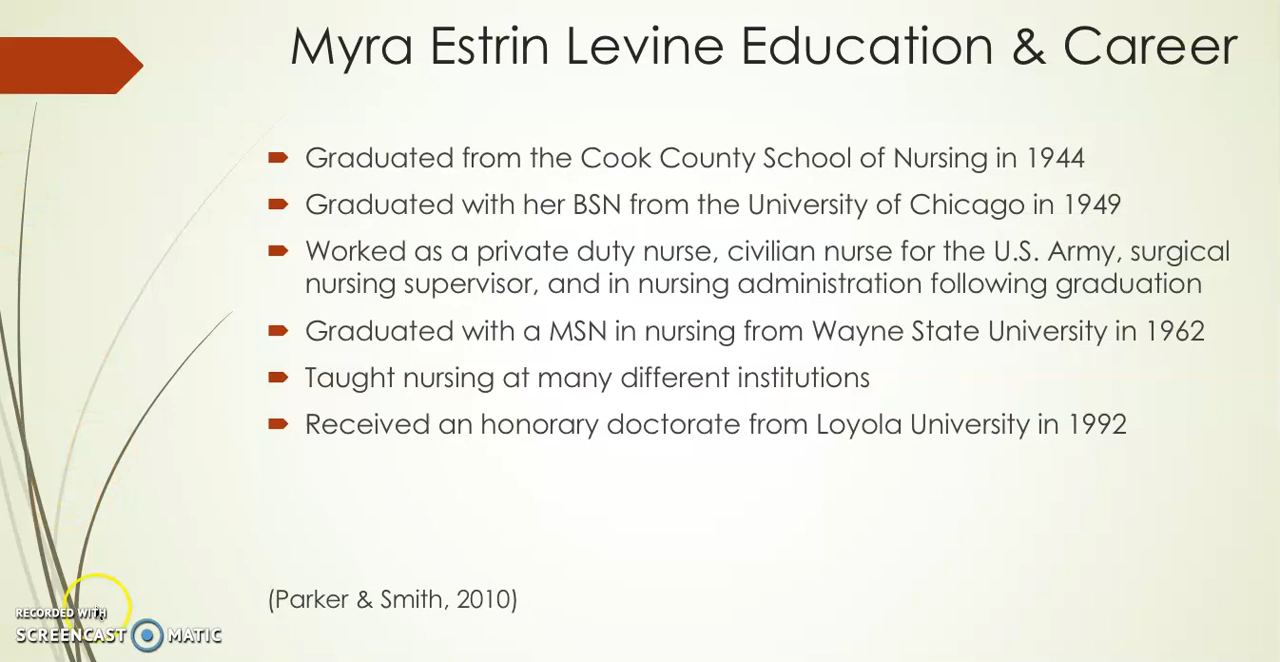 Myra Estrin Levine Education & Career
Graduated from the Cook County School of Nursing in 1944
Graduated with her BSN from the University of Chicago in 1949
Worked as a private duty nurse, civilian nurse for the U.S. Army, surgical
nursing supervisor, and in nursing administration following graduation
Graduated with a MSN in nursing from Wayne State University in 1962
Taught nursing at many different institutions
Received an honorary doctorate from Loyola University in 1992
(Parker & Smith, 2010)
RECORDED WITH
SCREENCAST MATIC